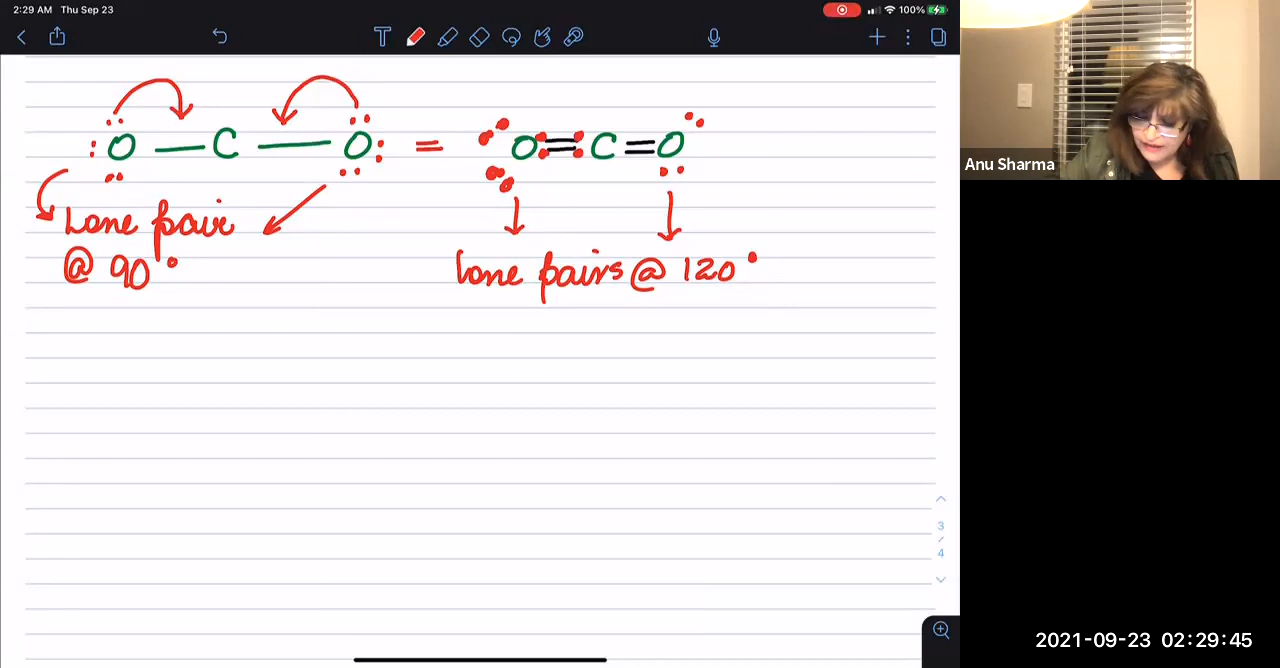 2:29 AM Thu Sep 23
100%
T
:O — C — O: = O=C=O
Lone pair
@ 90°
Lone pairs @ 120°
Anu Sharma
3
/
4
2021-09-23 02:29:45